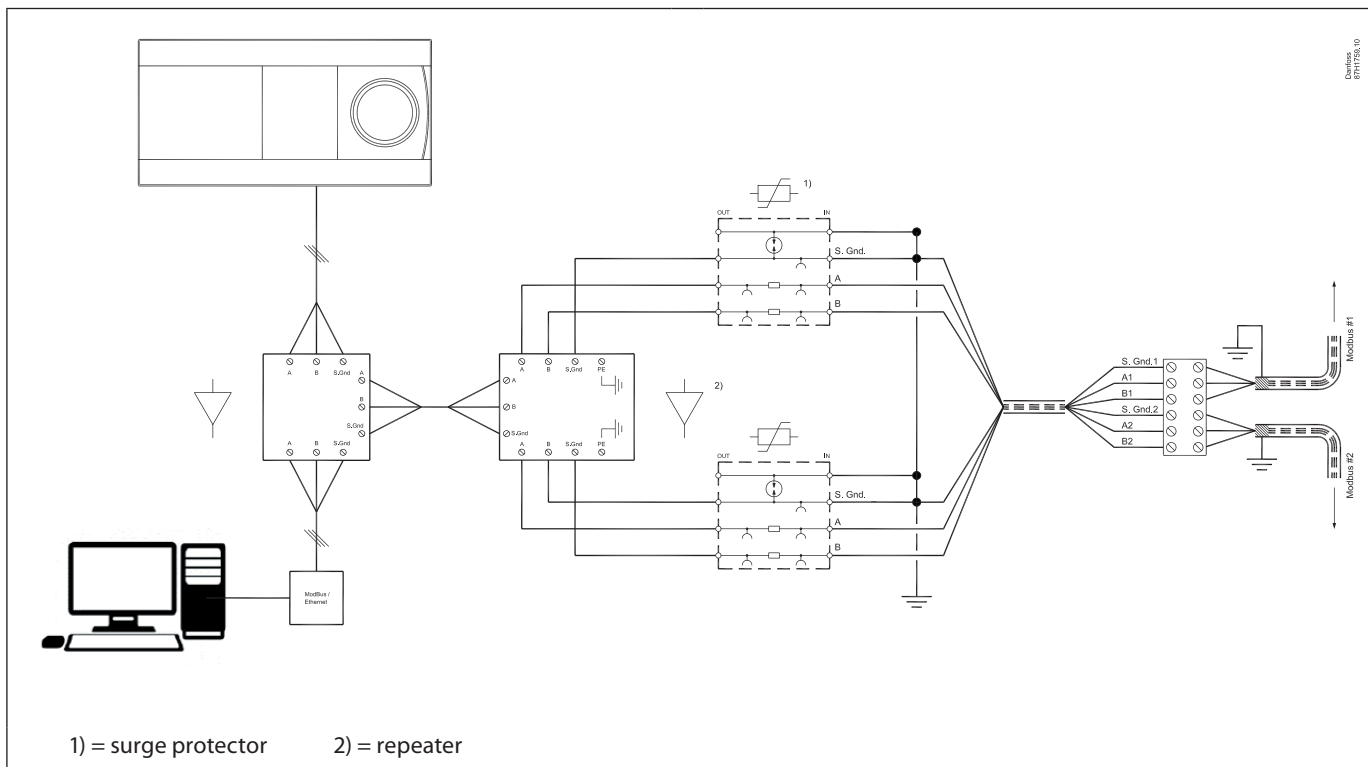 Danfoss
87H1759.10
1)
OUT IN
S. Gnd.
A
B
A B S.Gnd A
B
S.Gnd
A B S.Gnd
A B S.Gnd PE
A
B
S.Gnd
A B S.Gnd PE
2)
OUT IN
S. Gnd.
A
B
S. Gnd.1
A1
B1
S. Gnd.2
A2
B2
Modbus #1
Modbus #2
ModBus /
Ethernet
1) = surge protector 2) = repeater